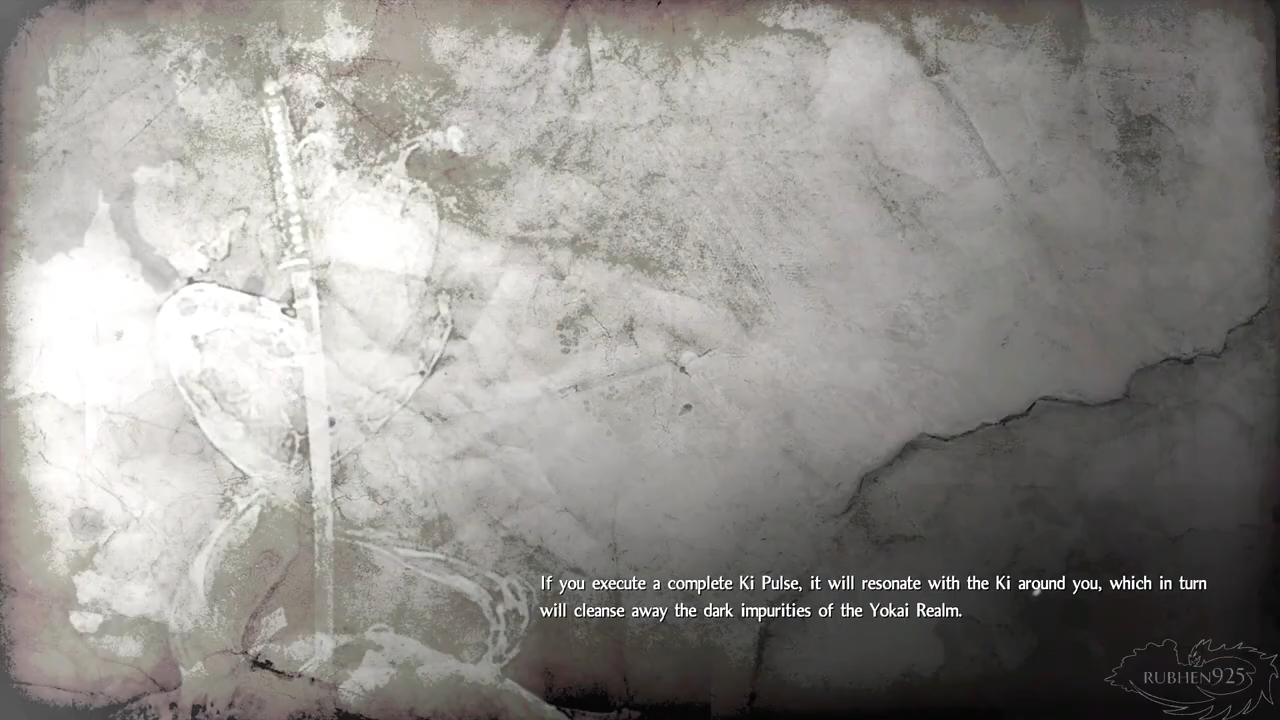 If you execute a complete Ki Pulse, it will resonate with the Ki around you, which in turn
will cleanse away the dark impurities of the Yokai Realm.
RUBHEN925